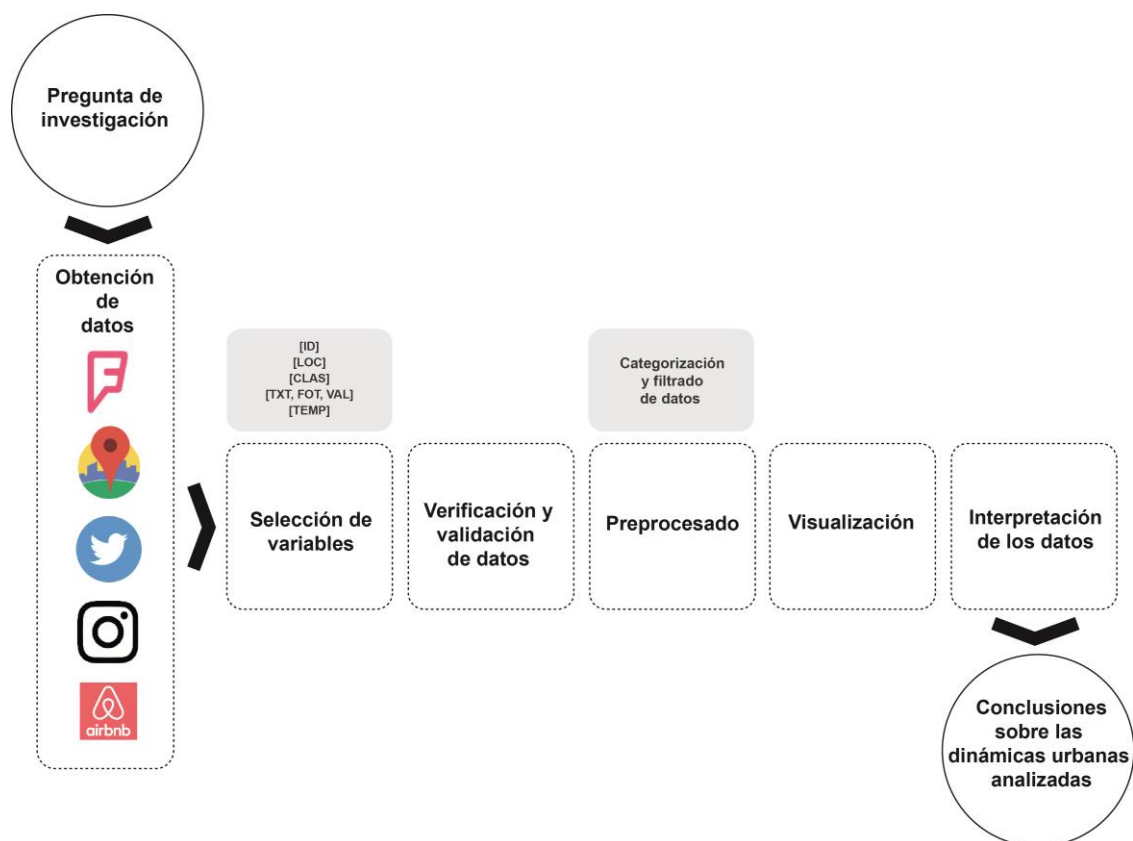 Pregunta de
investigación
Obtención
de
datos
airbnb
[ID]
[LOC]
[CLAS]
[TXT, FOT, VAL]
[TEMP]
Selección de
variables
Verificación y
validación
de datos
Categorización
y filtrado
de datos
Preprocesado
Visualización
Interpretación
de los datos
Conclusiones
sobre las
dinámicas urbanas
analizadas